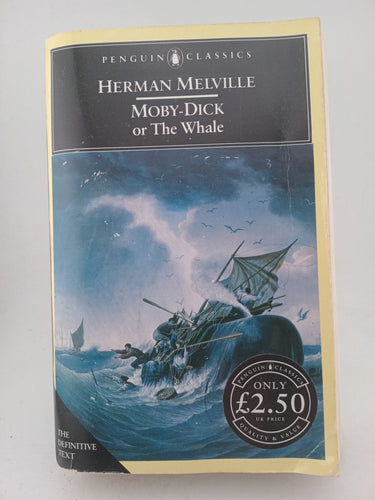 PENGUIN CLASSICS
HERMAN MELVILLE
MOBY-DICK
or The Whale
PENGUIN CLASSICS
ONLY
£2.50
UK PRICE
QUALITY & VALUE
THE
DEFINITIVE
TEXT